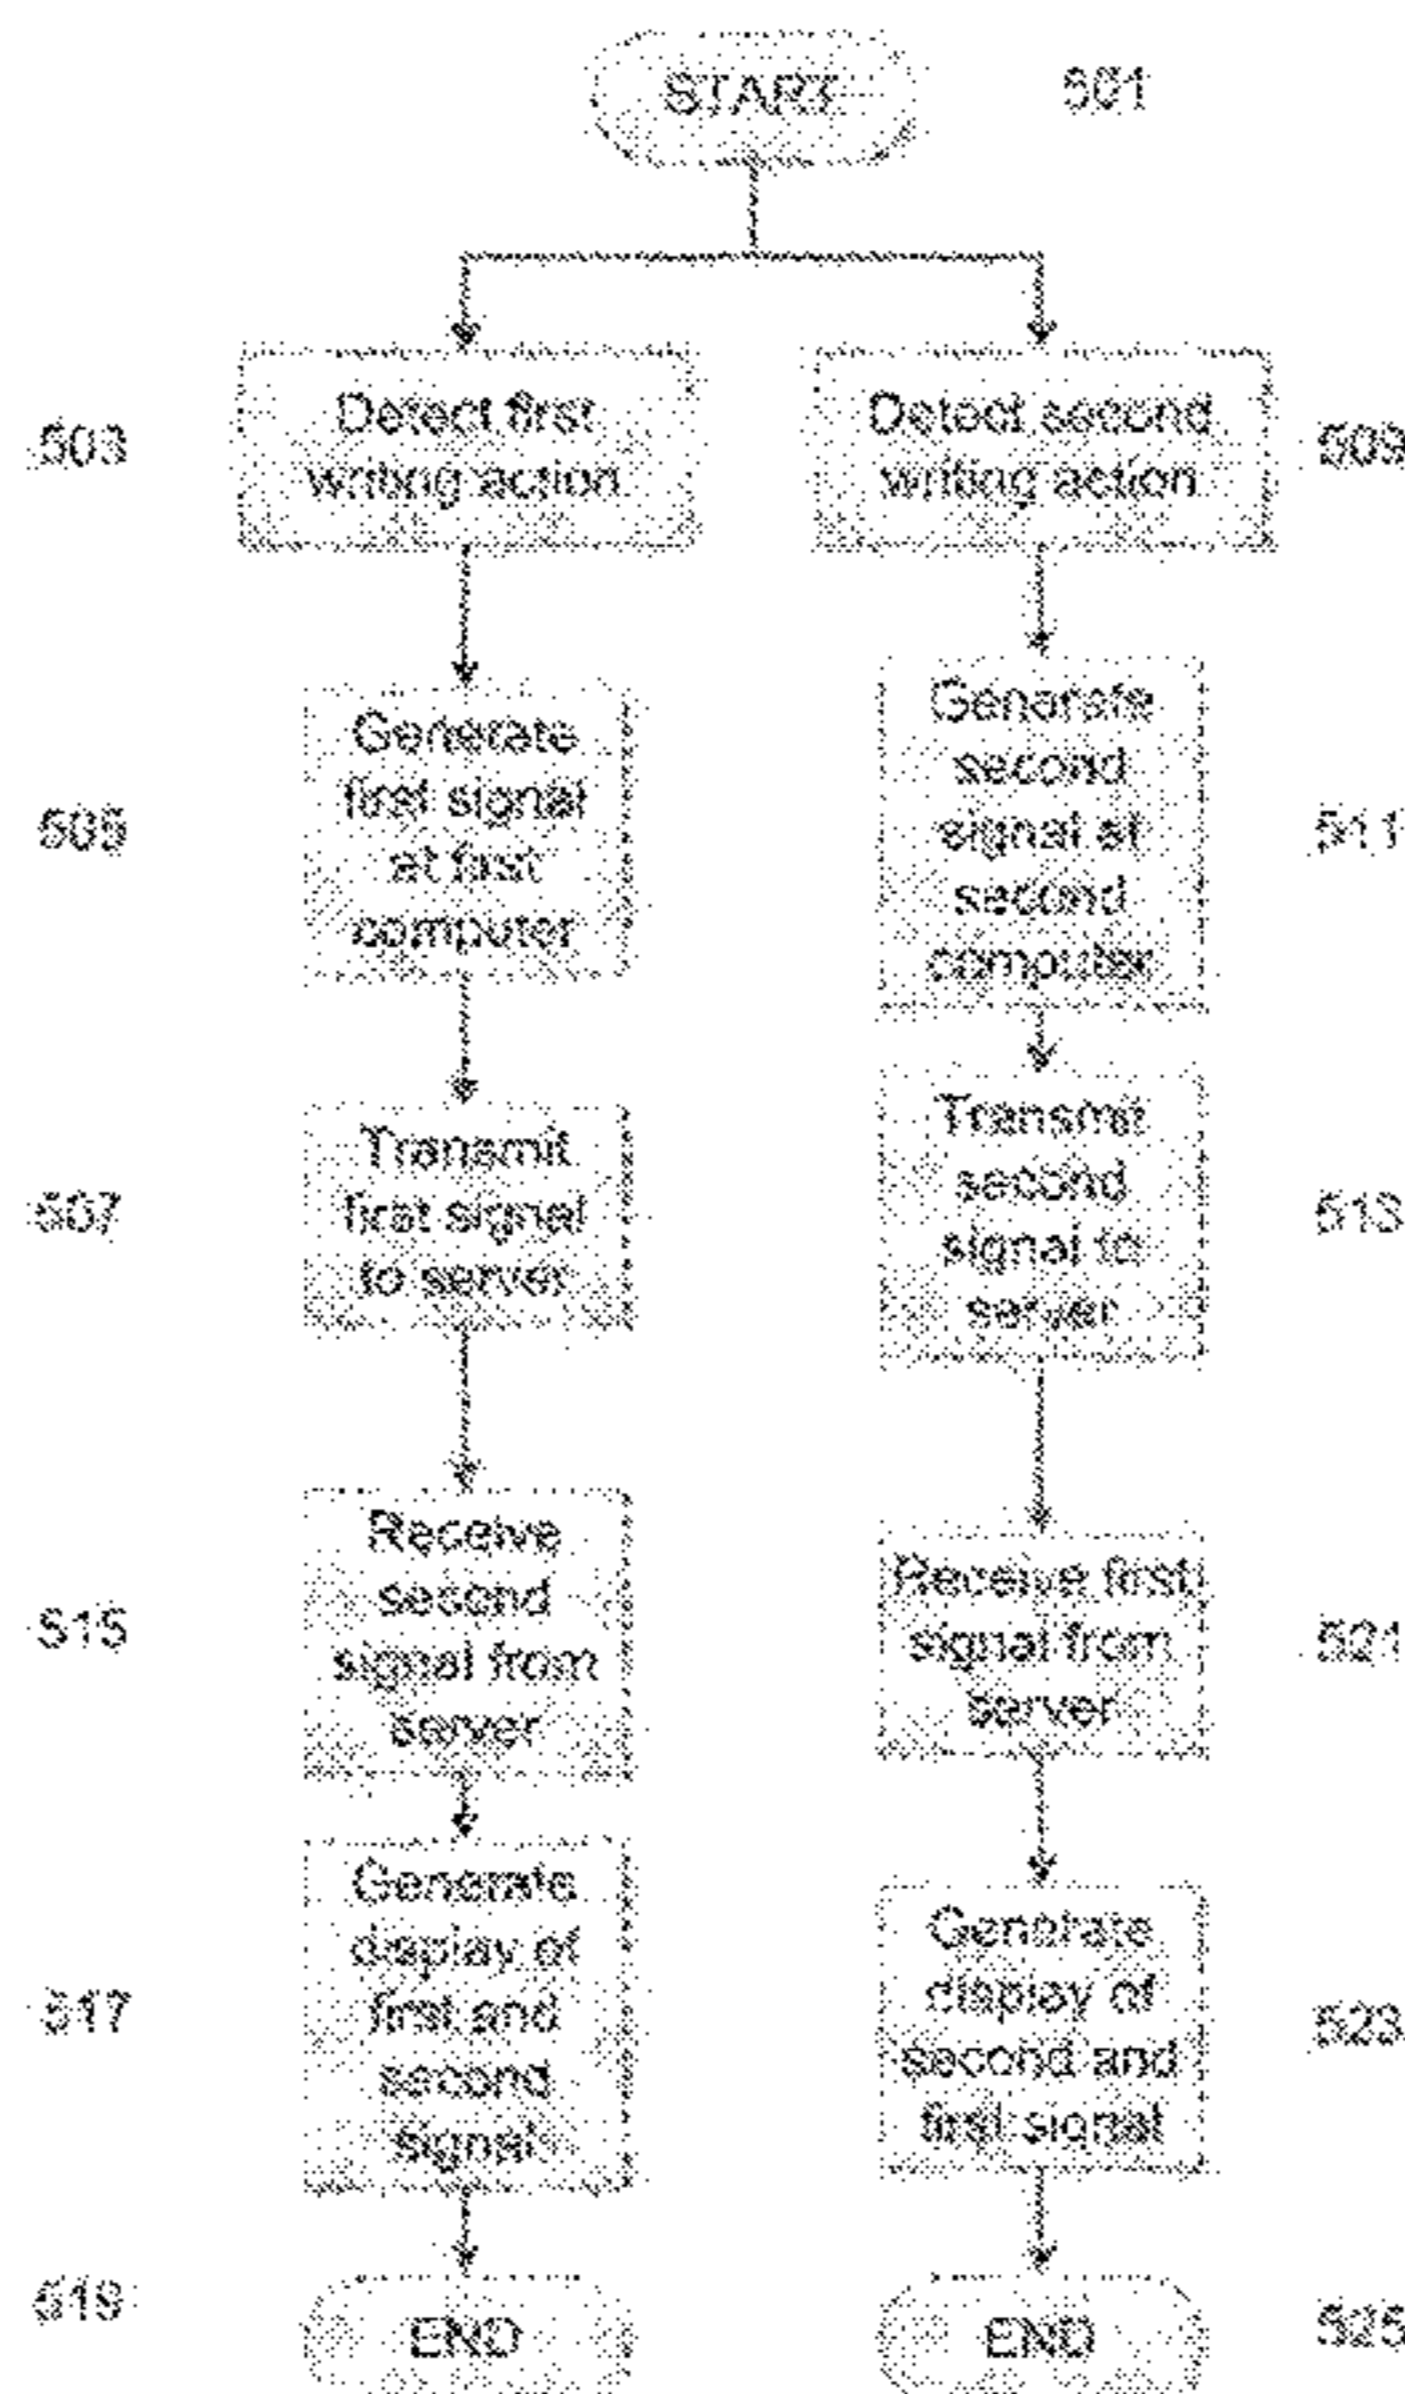 START
501
Detect first
writing action
503
Detect second
writing action
509
Generate
first signal
at first
computer
505
Generate
second
signal at
second
computer
511
Transmit
first signal
to server
507
Transmit
second
signal to
server
513
Receive
second
signal from
server
515
Receive first
signal from
server
521
Generate
display of
first and
second
signal
517
Generate
display of
second and
first signal
523
END
519
END
525